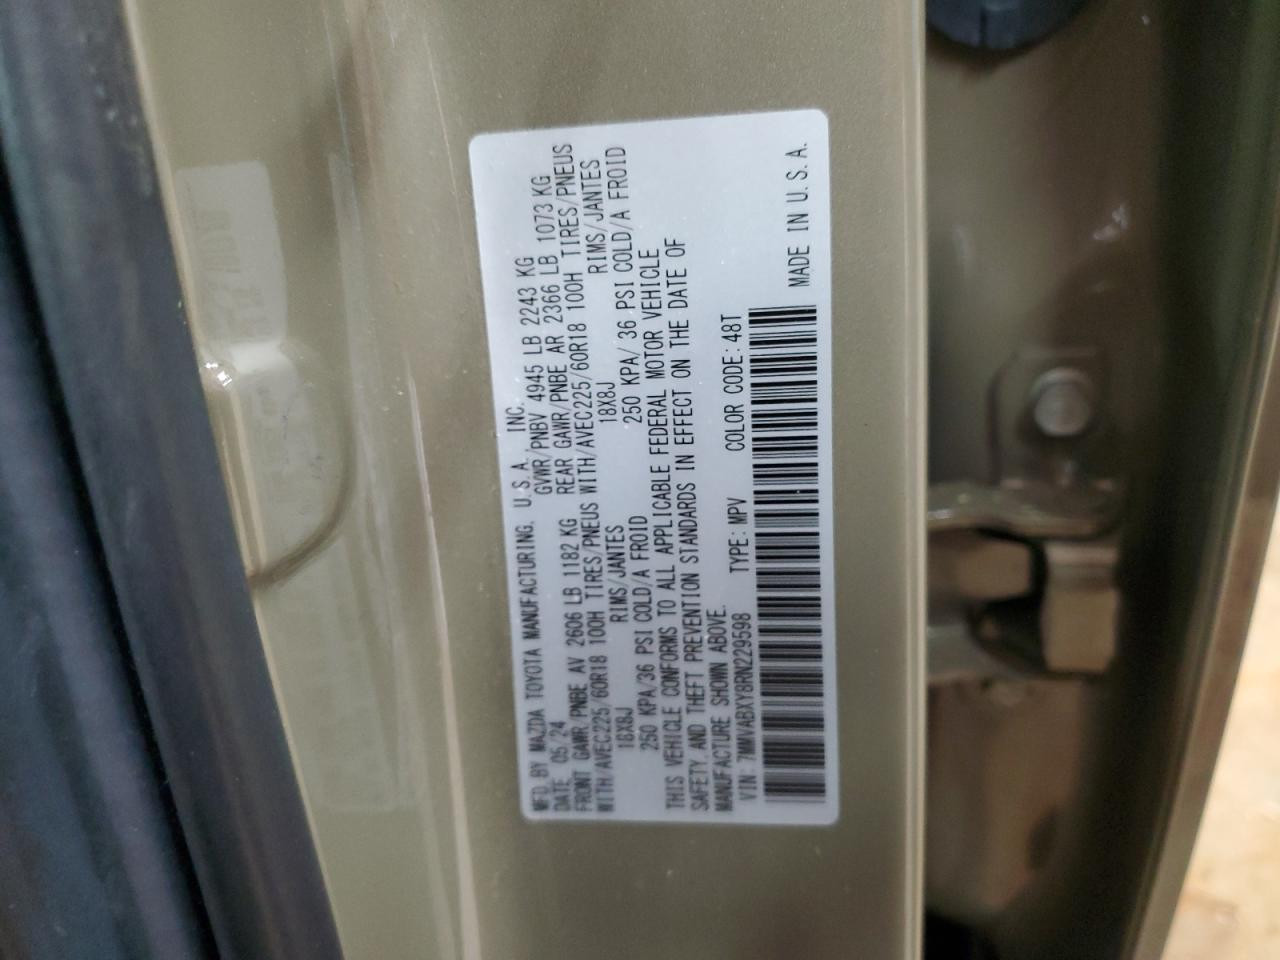 MFD. BY MAZDA TOYOTA MANUFACTURING, U.S.A., INC.
DATE 05/24 GVWR/PNBV 4945 LB 2243 KG
FRONT GAWR/PNBE AV 2606 LB 1182 KG REAR GAWR/PNBE AR 2366 LB 1073 KG
WITH/AVEC225/60R18 100H TIRES/PNEUS WITH/AVEC225/60R18 100H TIRES/PNEUS
18X8J RIMS/JANTES 18X8J RIMS/JANTES
250 KPA/36 PSI COLD/A FROID 250 KPA/ 36 PSI COLD/A FROID
THIS VEHICLE CONFORMS TO ALL APPLICABLE FEDERAL MOTOR VEHICLE
SAFETY, AND THEFT PREVENTION STANDARDS IN EFFECT ON THE DATE OF
MANUFACTURE SHOWN ABOVE.
VIN:7MMVABXY8RN229598 TYPE:MPV COLOR CODE:48T
MADE IN U.S.A.